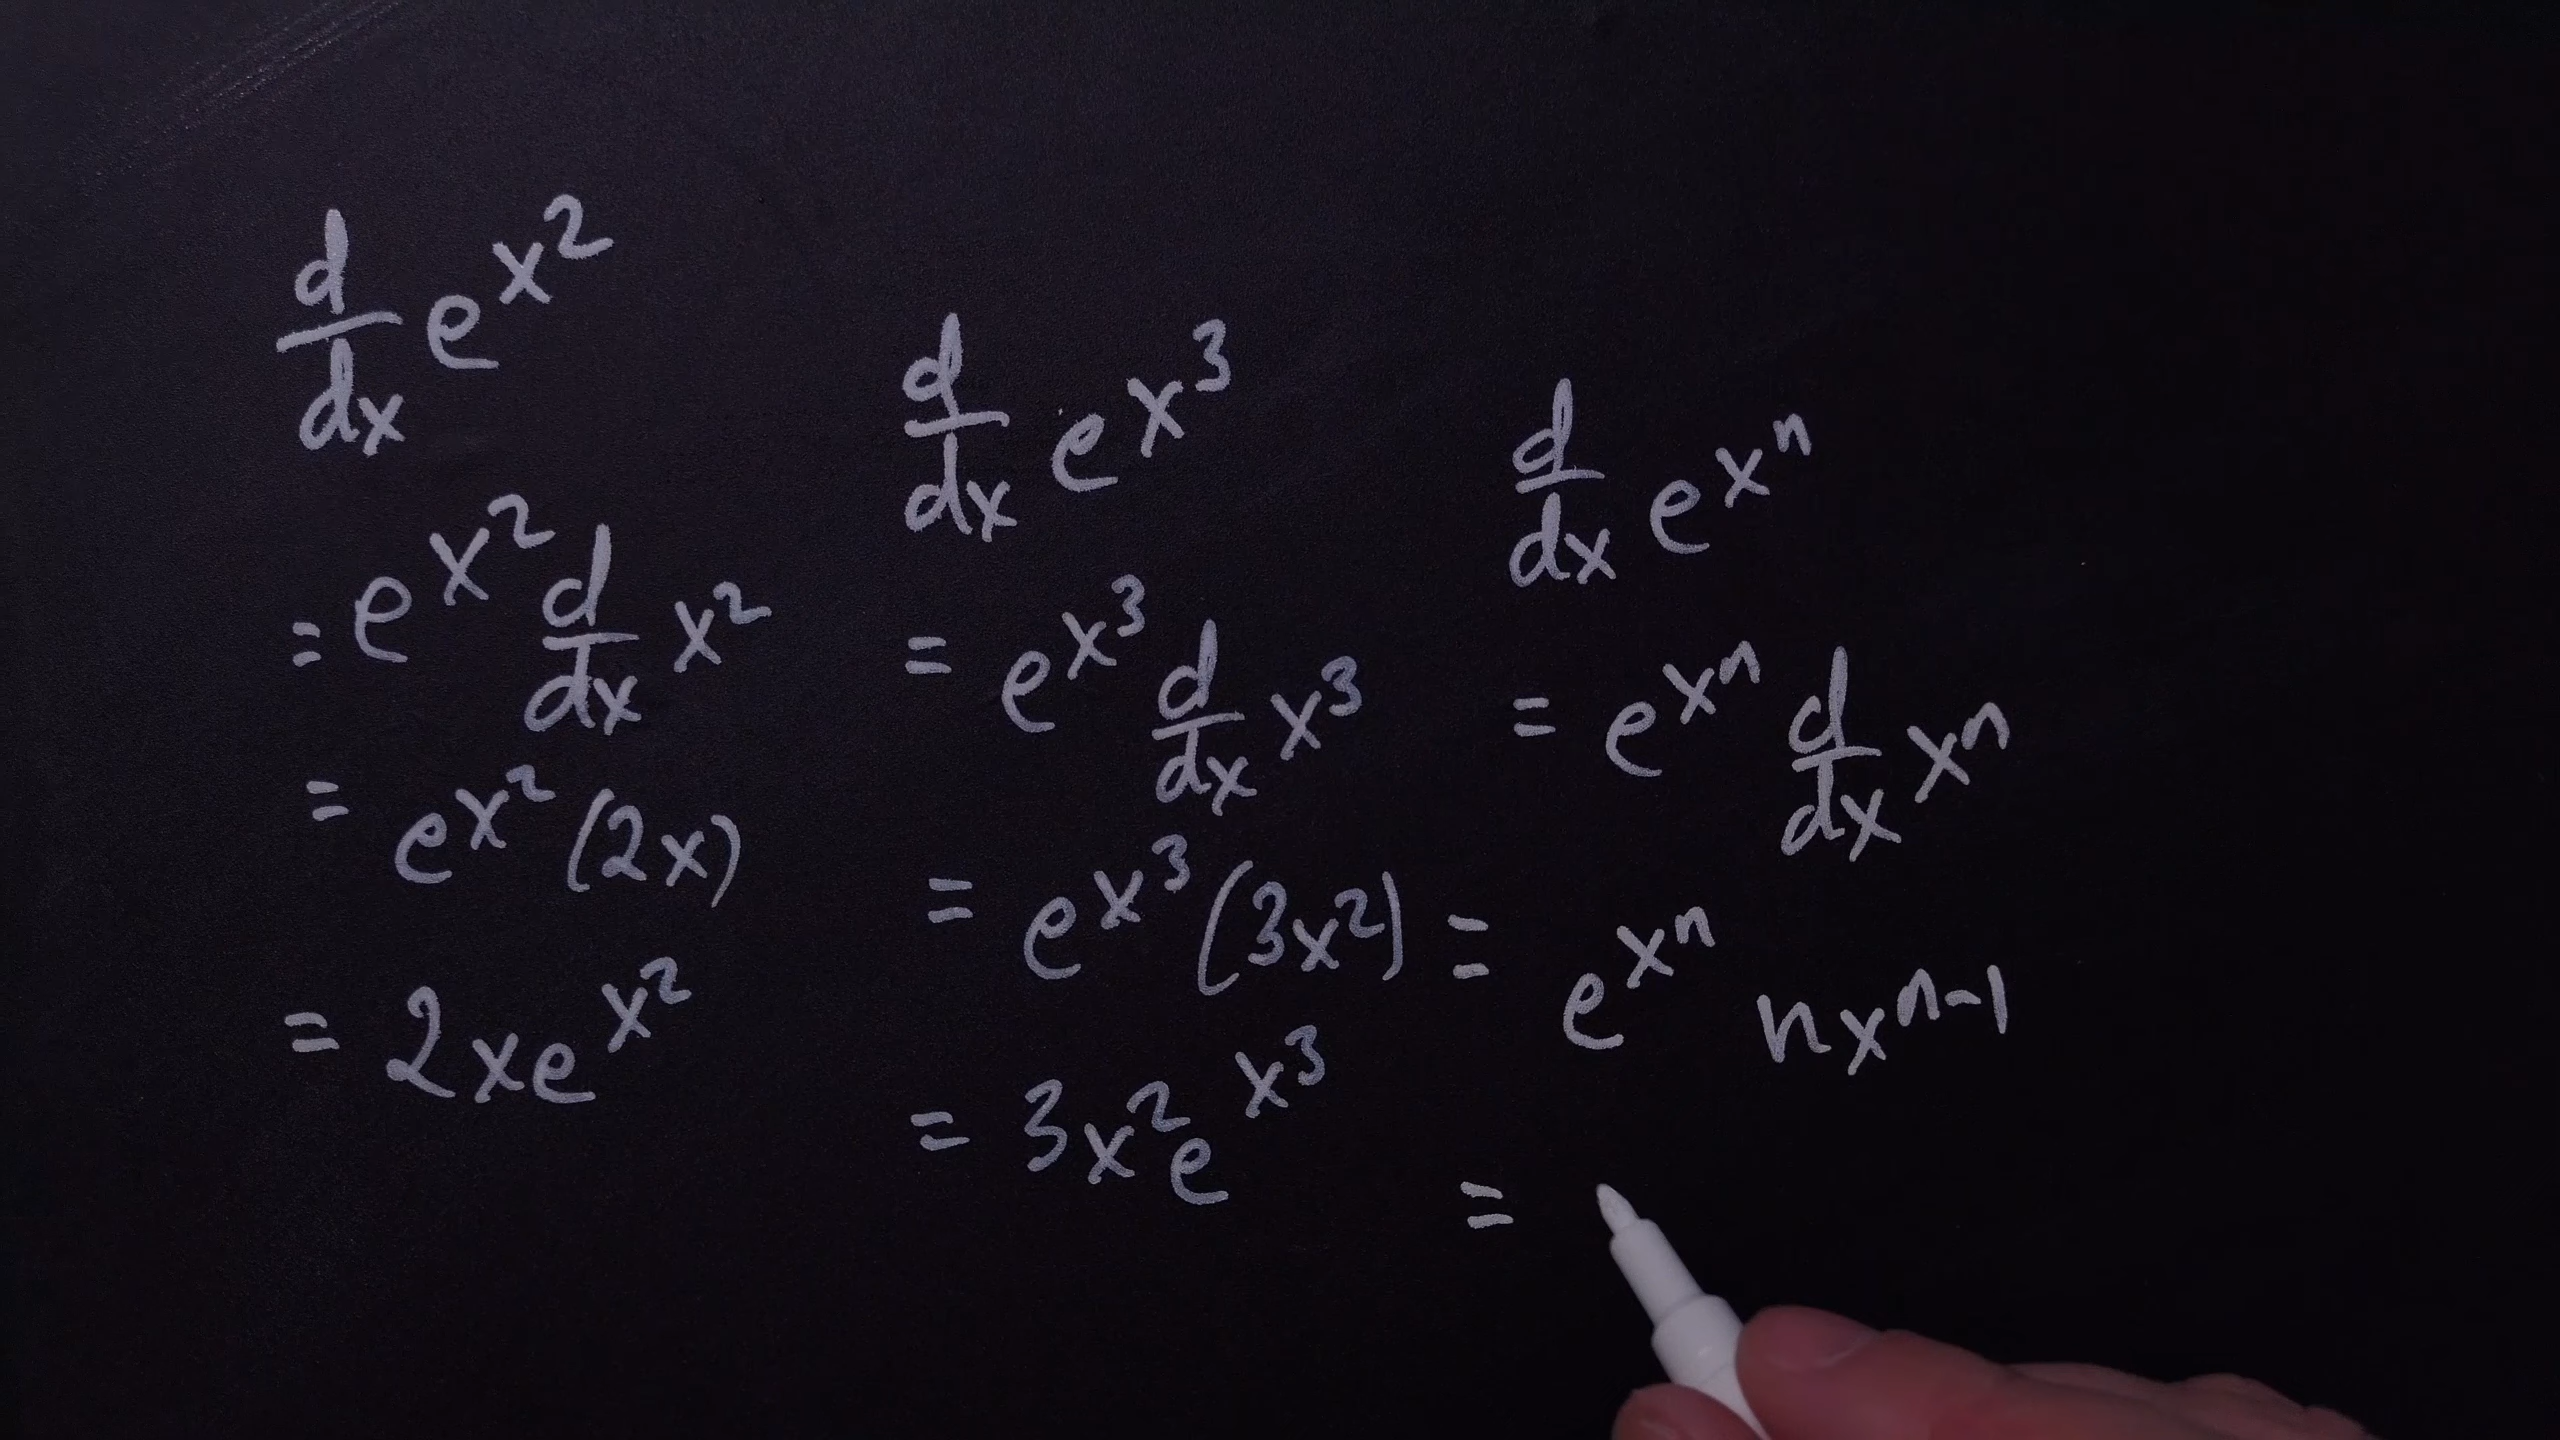 d/dx e^x^2
= e^x^2 d/dx x^2
= e^x^2 (2x)
= 2xe^x^2
d/dx e^x^3
= e^x^3 d/dx x^3
= e^x^3 (3x^2)
= 3x^2e^x^3
d/dx e^x^n
= e^x^n d/dx x^n
= e^x^n nx^n-1
=